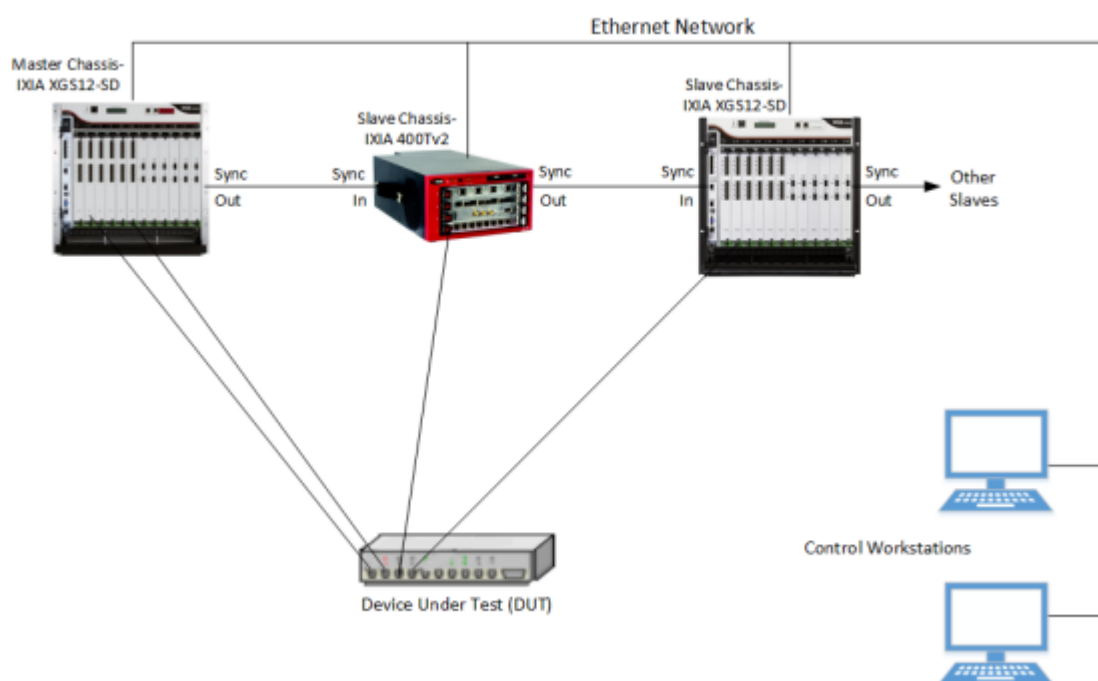 Ethernet Network
Master Chassis-
IXIA XGS12-SD
Slave Chassis-
IXIA 400Tv2
Slave Chassis-
IXIA XGS12-SD
Sync
Out
Sync
In
Sync
Out
Sync
In
Sync
Out
Other
Slaves
Control Workstations
Device Under Test (DUT)